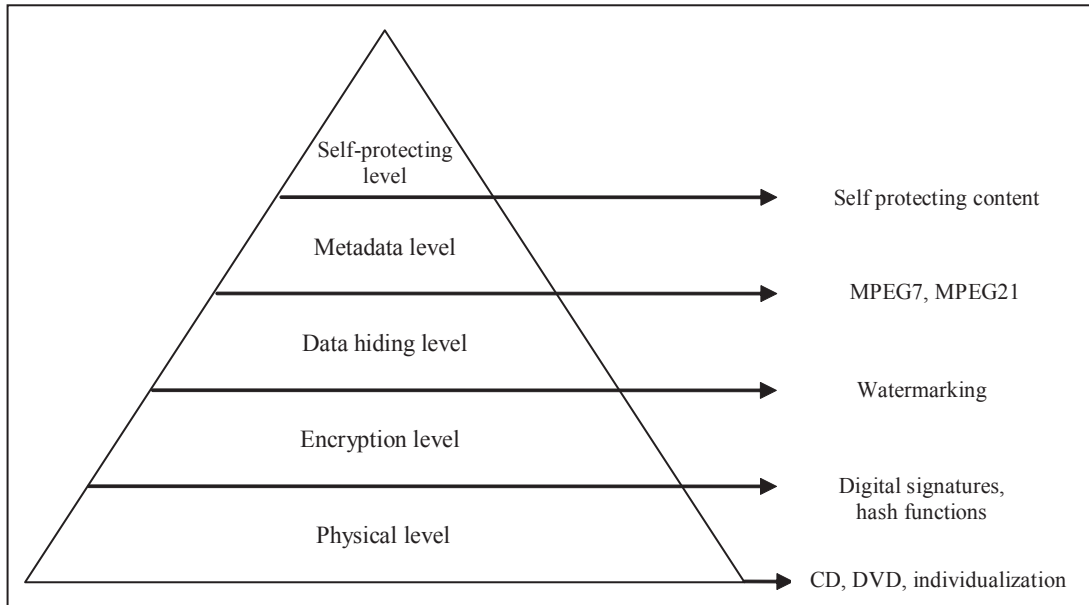 Self-protecting
level
Self protecting content
Metadata level
MPEG7, MPEG21
Data hiding level
Watermarking
Encryption level
Digital signatures,
hash functions
Physical level
CD, DVD, individualization